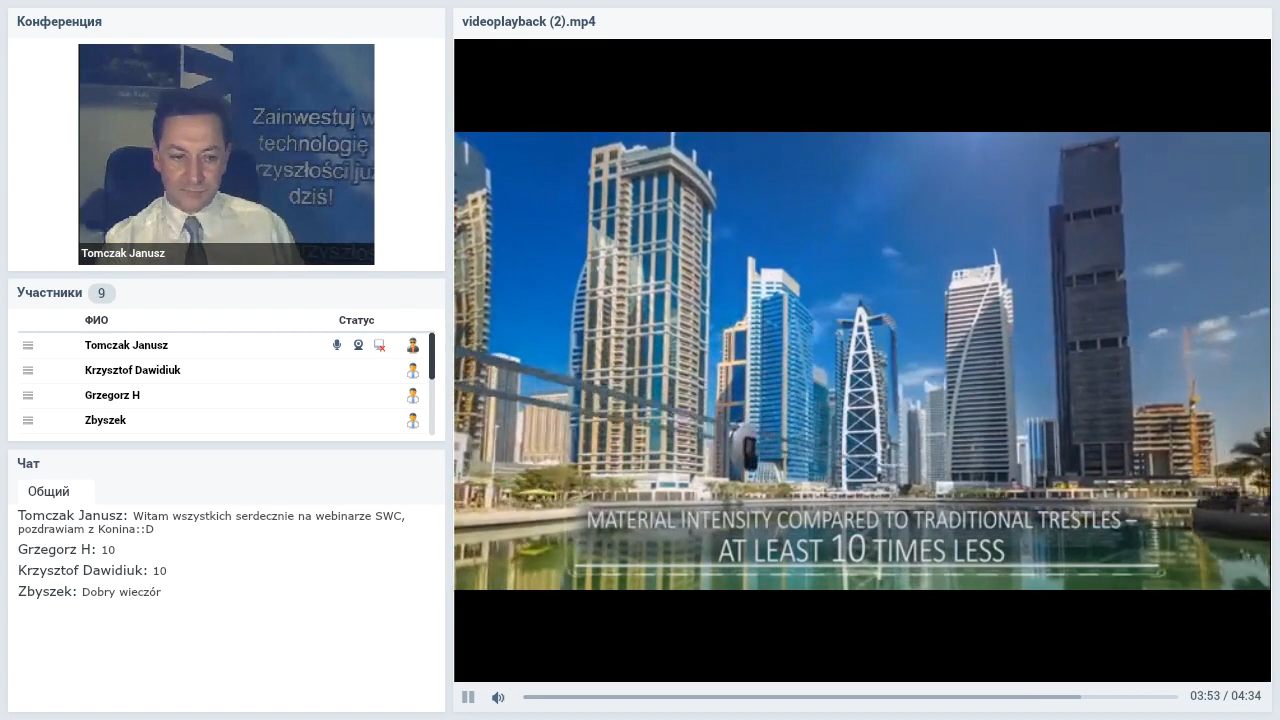 Конференция
Zainwestuj w
technologię
rzyszłości już
dziś!
Tomczak Janusz
Участники 9
ФИО Статус
Tomczak Janusz
Krzysztof Dawidiuk
Grzegorz H
Zbyszek
Чат
Общий
Tomczak Janusz: Witam wszystkich serdecznie na webinarze SWC,
pozdrawiam z Konina::D
Grzegorz H: 10
Krzysztof Dawidiuk: 10
Zbyszek: Dobry wieczór
videoplayback (2).mp4
MATERIAL INTENSITY COMPARED TO TRADITIONAL TRESTLES –
AT LEAST 10 TIMES LESS
03:53 / 04:34